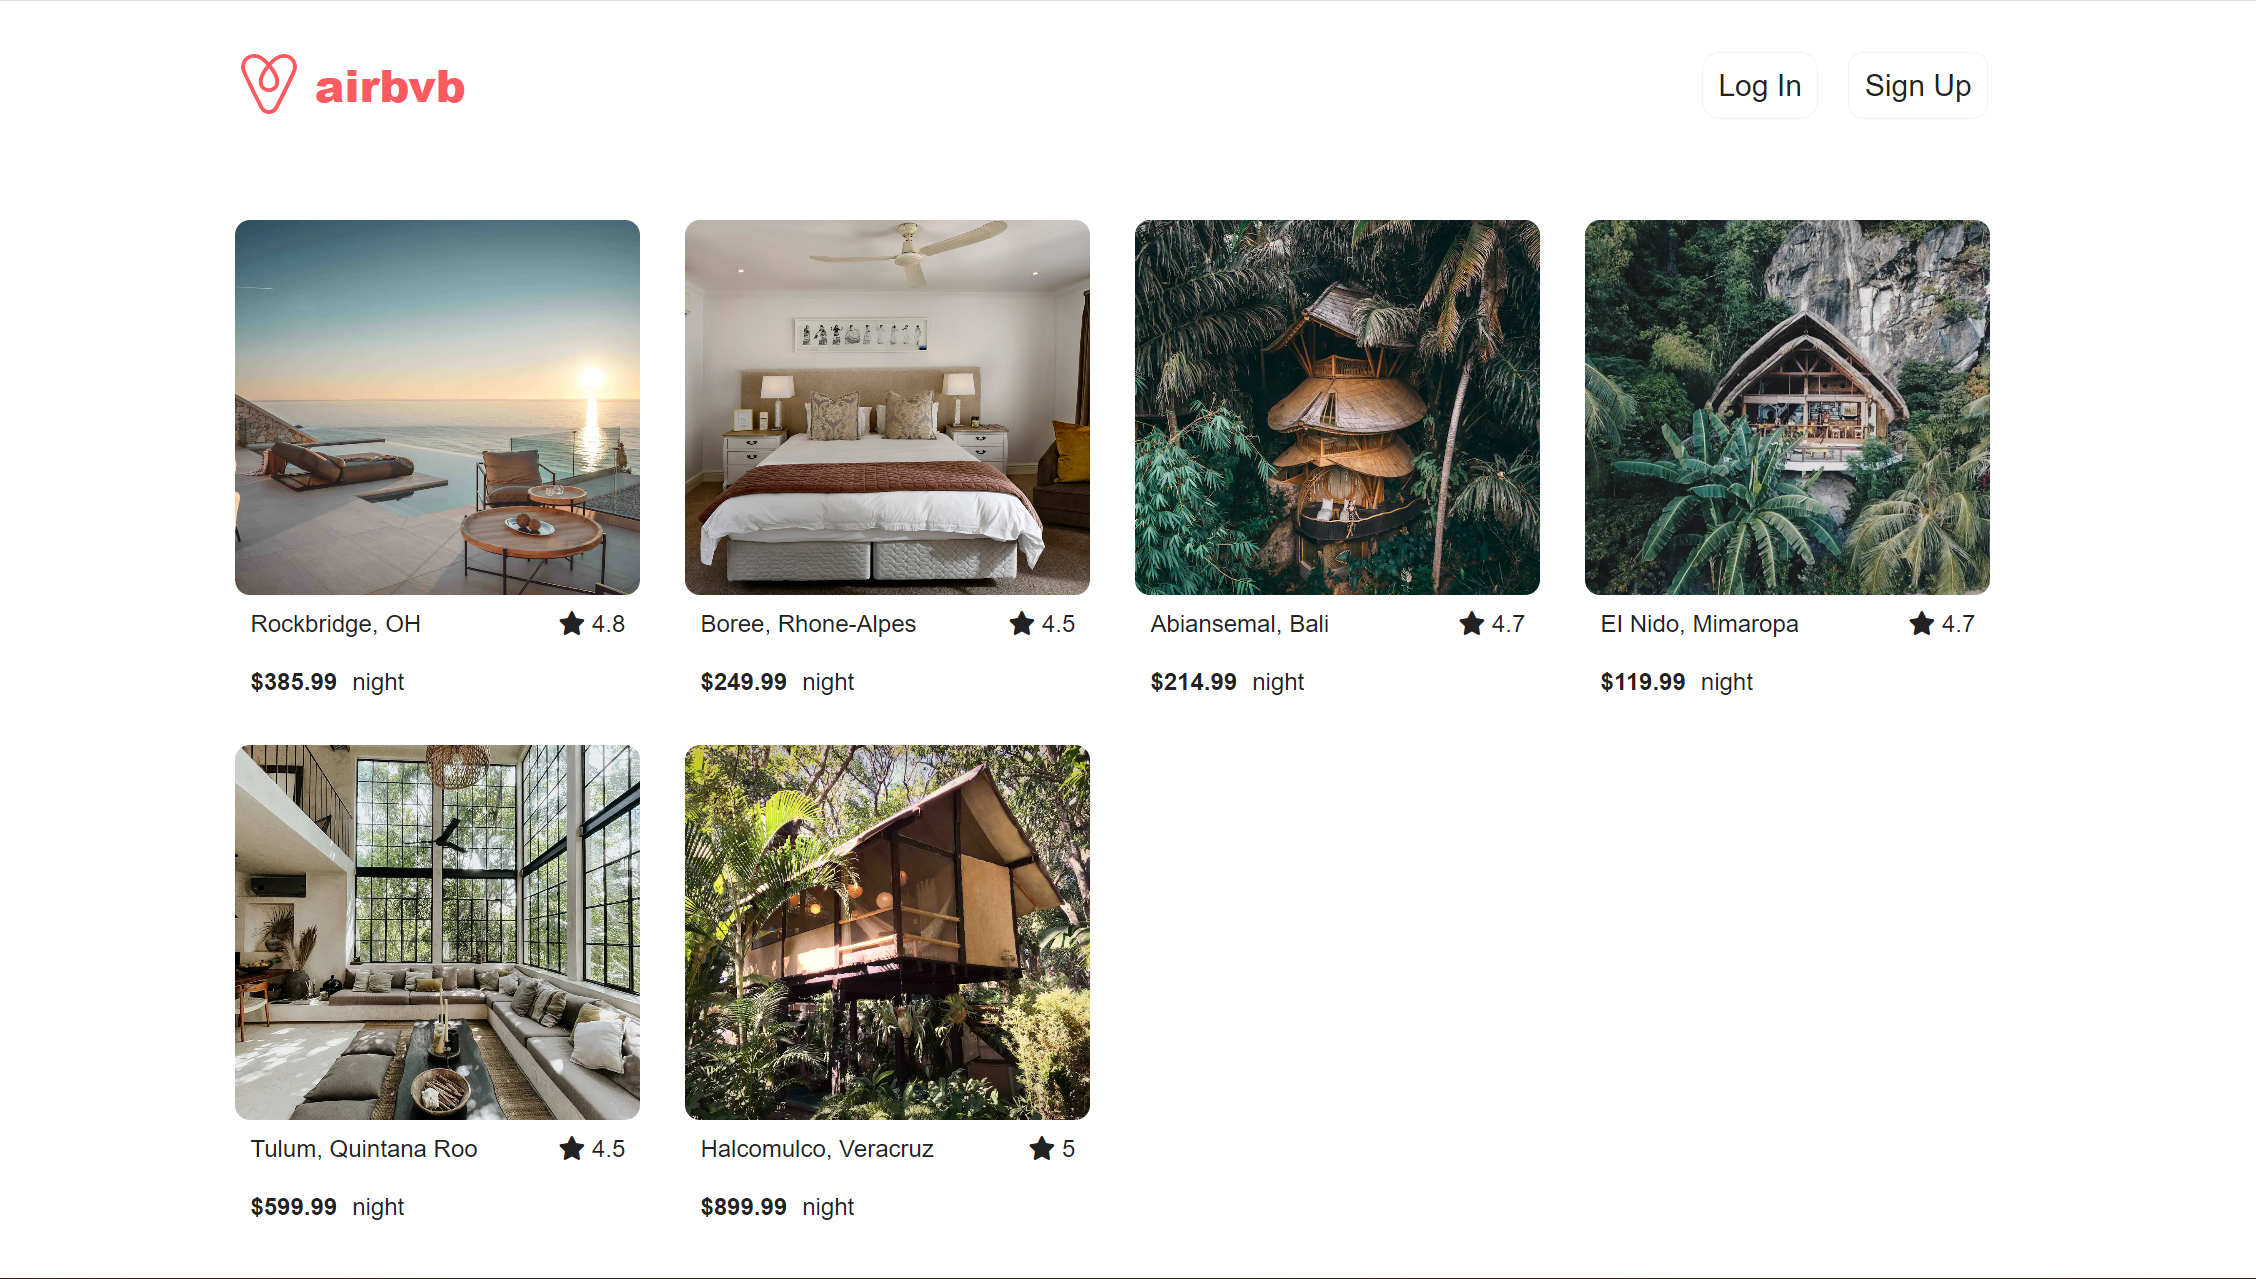 airbvb
Log In
Sign Up
Rockbridge, OH
4.8
$385.99 night
Boree, Rhone-Alpes
4.5
$249.99 night
Abiansemal, Bali
4.7
$214.99 night
EI Nido, Mimaropa
4.7
$119.99 night
Tulum, Quintana Roo
4.5
$599.99 night
Halcomulco, Veracruz
5
$899.99 night